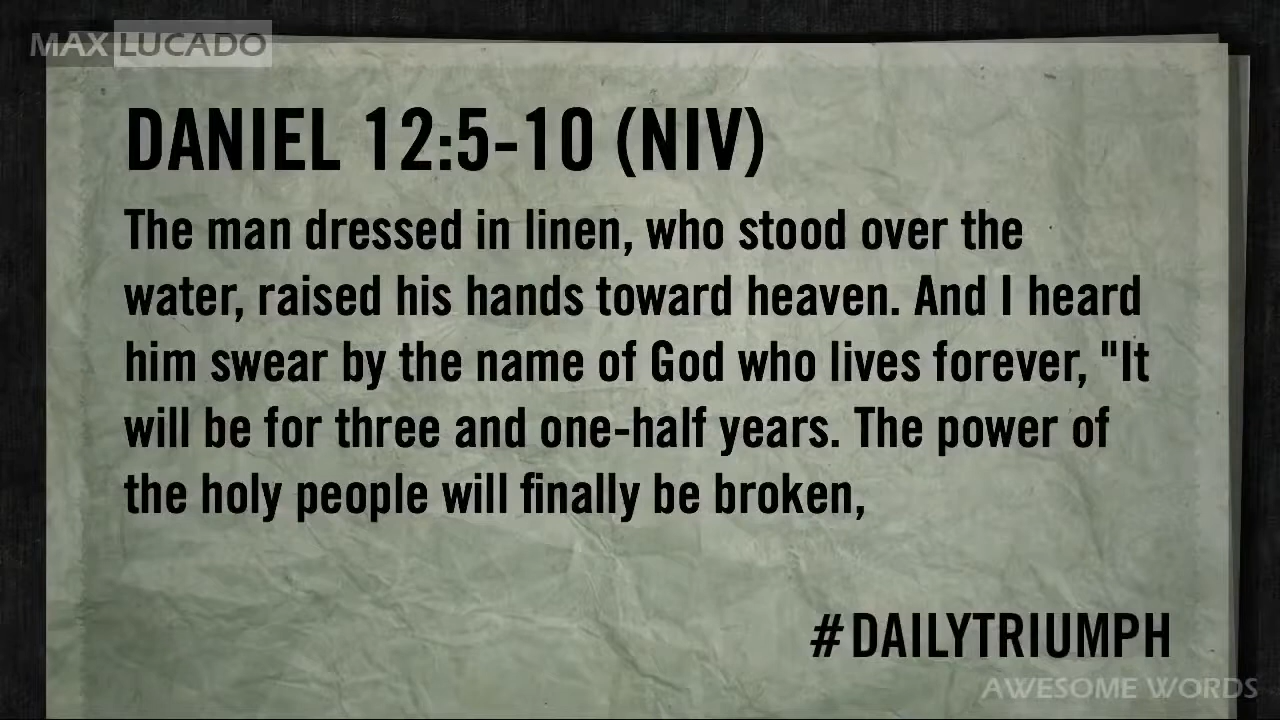 MAX LUCADO
DANIEL 12:5-10 (NIV)
The man dressed in linen, who stood over the
water, raised his hands toward heaven. And I heard
him swear by the name of God who lives forever, "It
will be for three and one-half years. The power of
the holy people will finally be broken,
#DAILYTRIUMPH
AWESOME WORDS